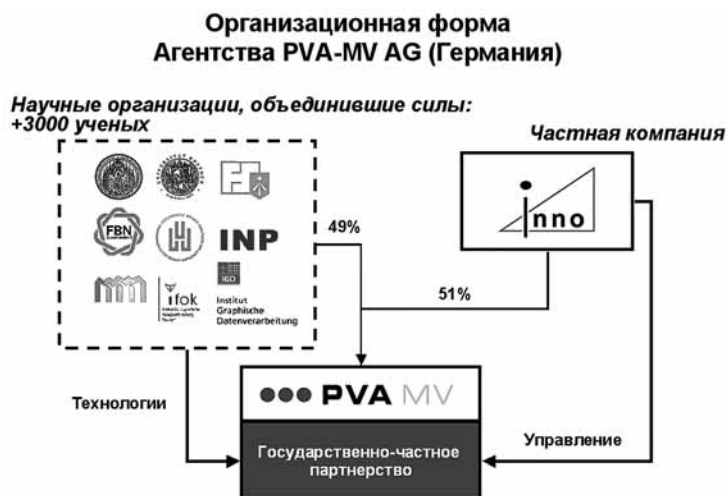 Организационная форма
Агентства PVA-MV AG (Германия)
Научные организации, объединившие силы:
+3000 ученых
Частная компания
inno
FBN
INP
49%
51%
ifok
IGD
Institut
Graphische
Datenverarbeitung
PVA MV
Технологии
Государственно-частное
партнерство
Управление